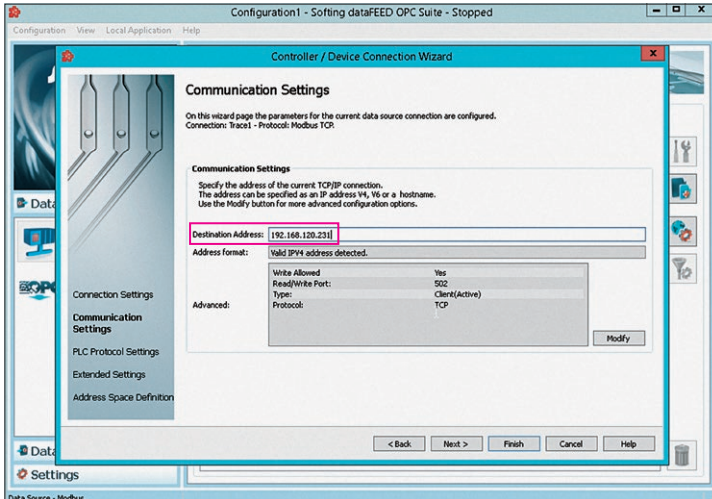 Configuration1 - Softing dataFEED OPC Suite - Stopped
Configuration View Local Application Help
Controller / Device Connection Wizard
Communication Settings
On this wizard page the parameters for the current data source connection are configured.
Connection: Trace1 - Protocol: Modbus TCP.
Communication Settings
Specify the address of the current TCP/IP connection.
The address can be specified as an IP address V4, V6 or a hostname.
Use the Modify button for more advanced configuration options.
Destination Address: 192.168.120.231
Address format: Valid IPV4 address detected.
Advanced:
Write Allowed Yes
Read/Write Port: 502
Type: Client(Active)
Protocol: TCP
Modify
Connection Settings
Communication
Settings
PLC Protocol Settings
Extended Settings
Address Space Definition
< Back Next > Finish Cancel Help
Data
OPC
Data
Settings
Data Source - Modbus